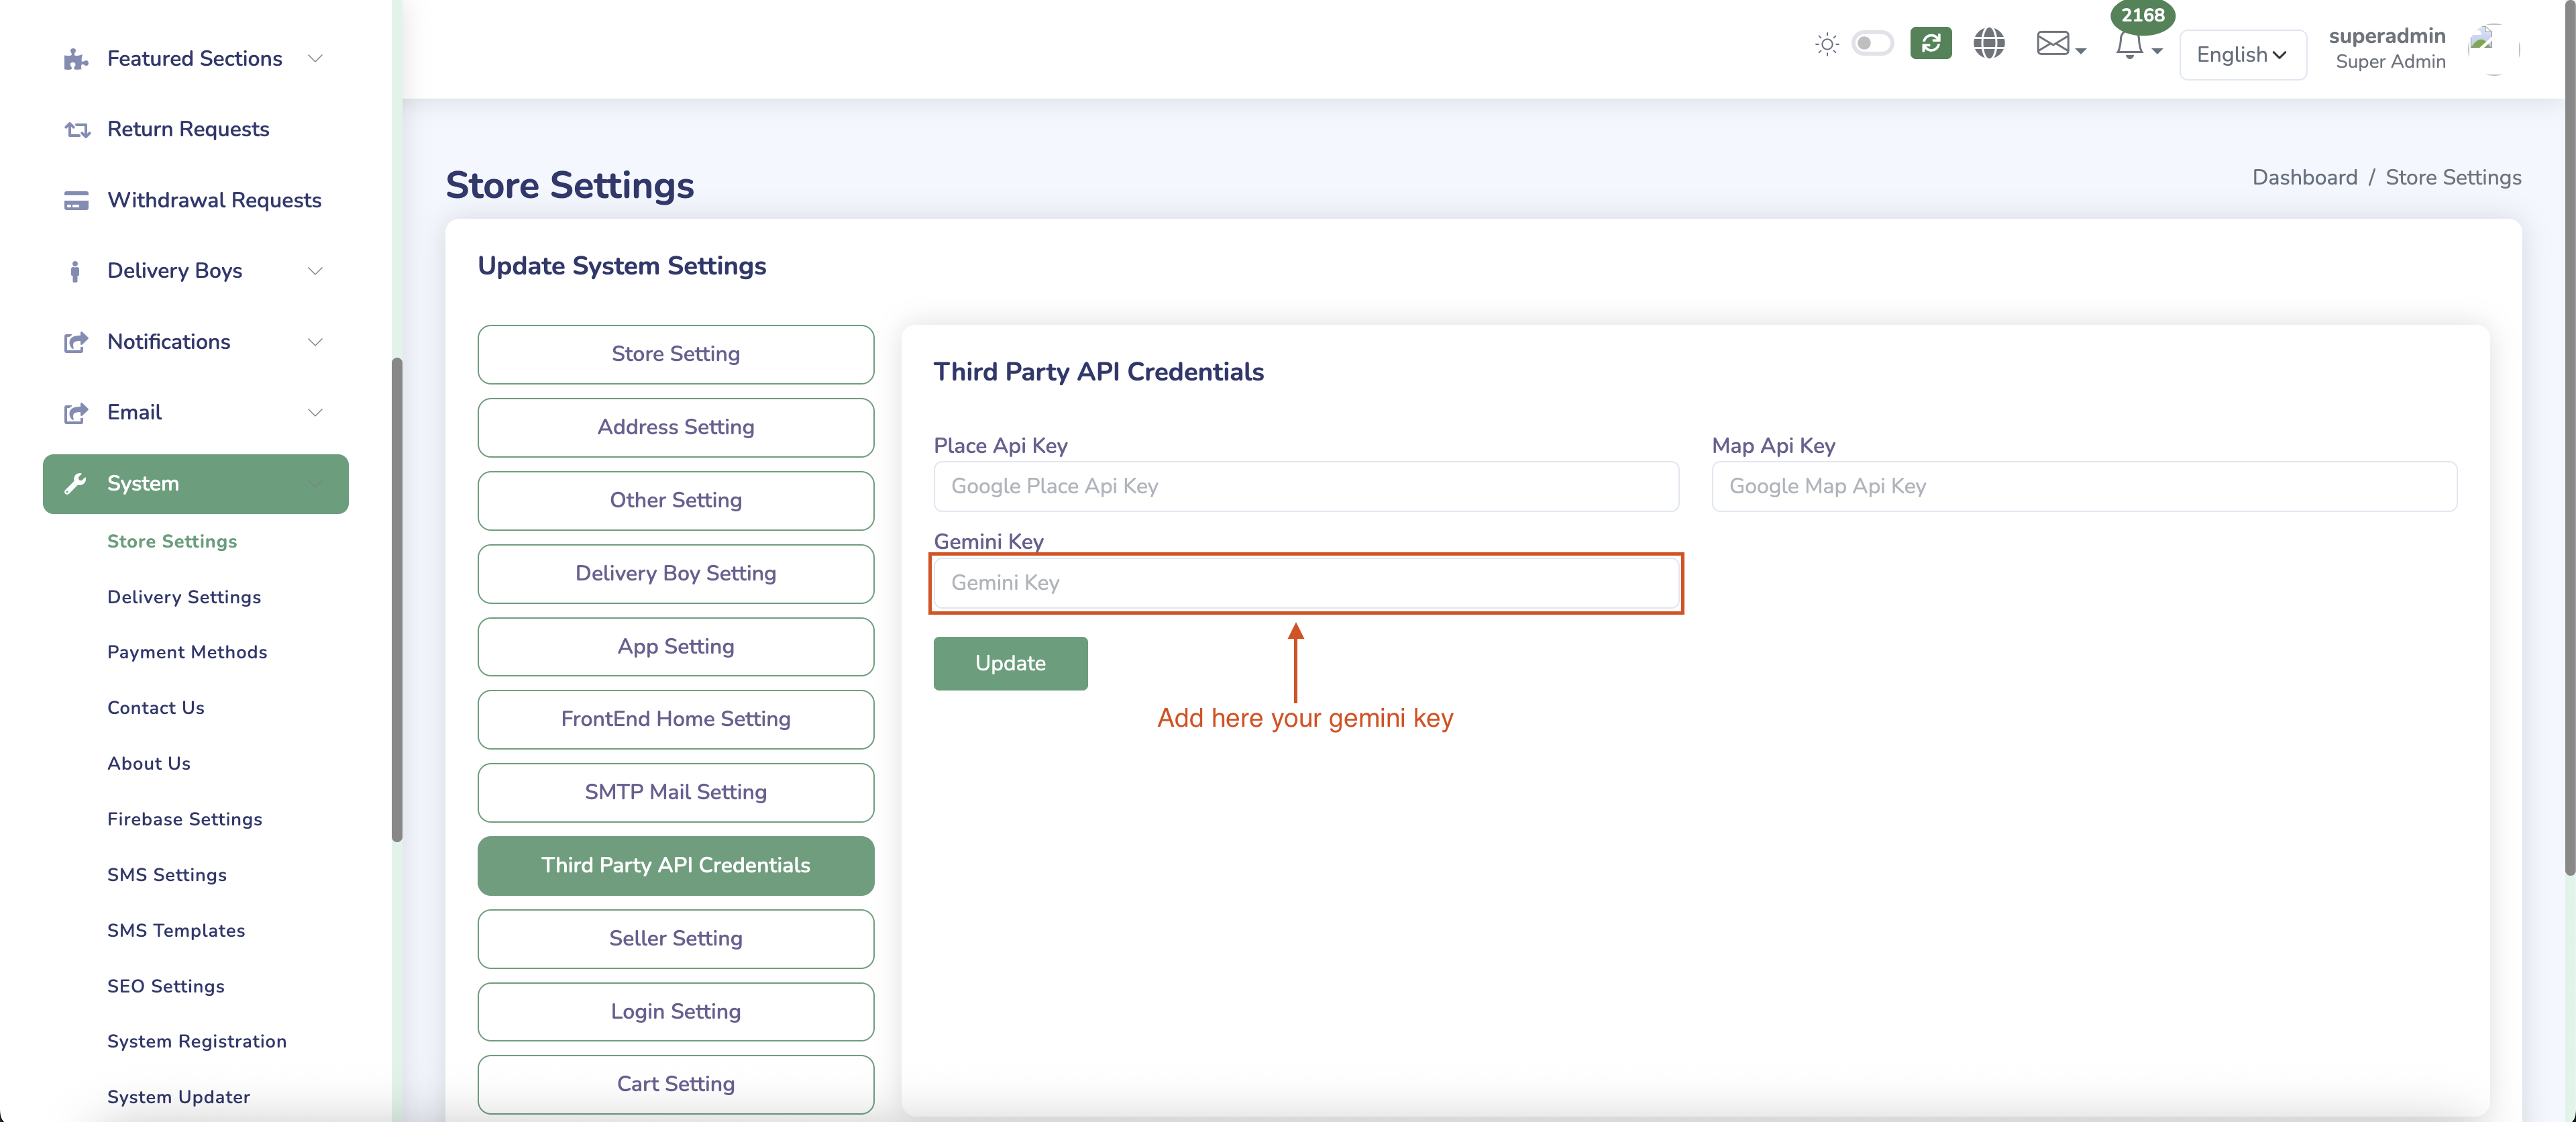 Featured Sections
Return Requests
Withdrawal Requests
Delivery Boys
Notifications
Email
System
Store Settings
Delivery Settings
Payment Methods
Contact Us
About Us
Firebase Settings
SMS Settings
SMS Templates
SEO Settings
System Registration
System Updater
2168
English
superadmin
Super Admin
Store Settings
Dashboard / Store Settings
Update System Settings
Store Setting
Address Setting
Other Setting
Delivery Boy Setting
App Setting
FrontEnd Home Setting
SMTP Mail Setting
Third Party API Credentials
Seller Setting
Login Setting
Cart Setting
Third Party API Credentials
Place Api Key
Google Place Api Key
Map Api Key
Google Map Api Key
Gemini Key
Gemini Key
Update
Add here your gemini key